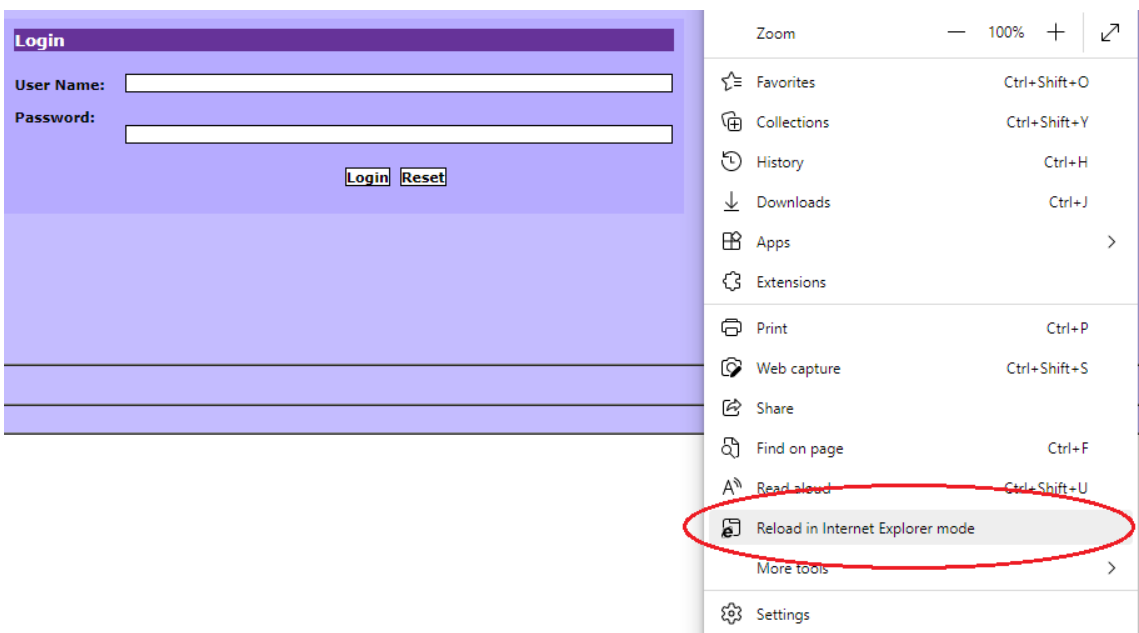 Login
User Name:
Password:
Login Reset
Zoom — 100% +
Favorites Ctrl+Shift+O
Collections Ctrl+Shift+Y
History Ctrl+H
Downloads Ctrl+J
Apps
Extensions
Print Ctrl+P
Web capture Ctrl+Shift+S
Share
Find on page Ctrl+F
Read aloud Ctrl+Shift+U
Reload in Internet Explorer mode
More tools
Settings